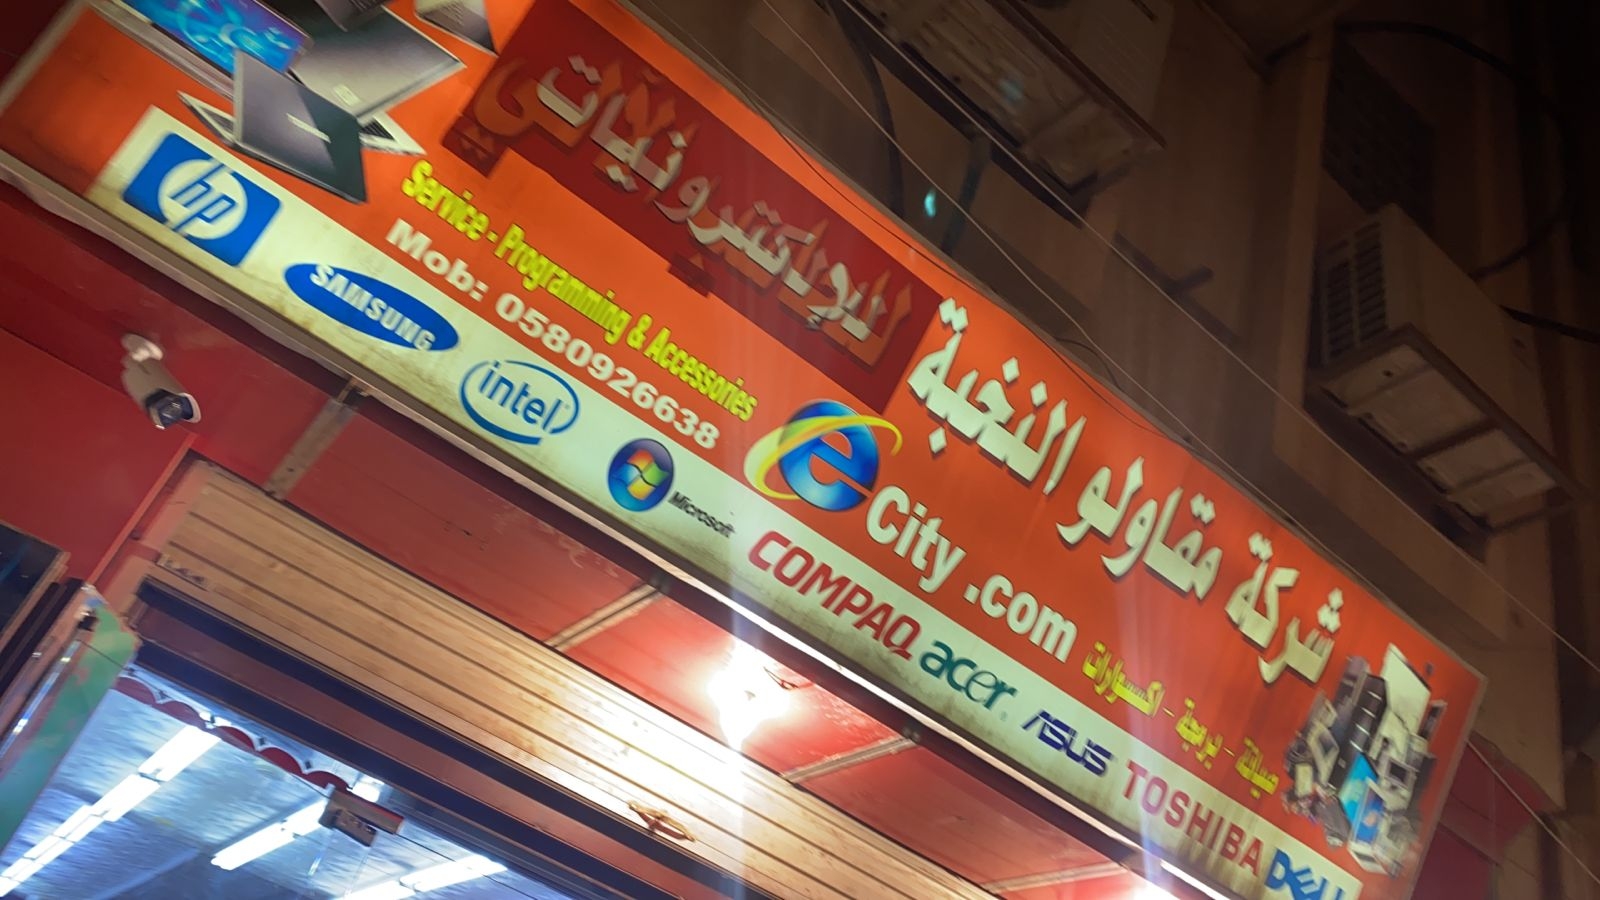 شركة مقاولو النخبة
للإلكترونيات
Service - Programming & Accessories
Mob: 0580926638
e City .com
صيانة - برمجة - اكسسوارات
hp
SAMSUNG
intel
Microsoft
COMPAQ
acer
ASUS
TOSHIBA
DELL